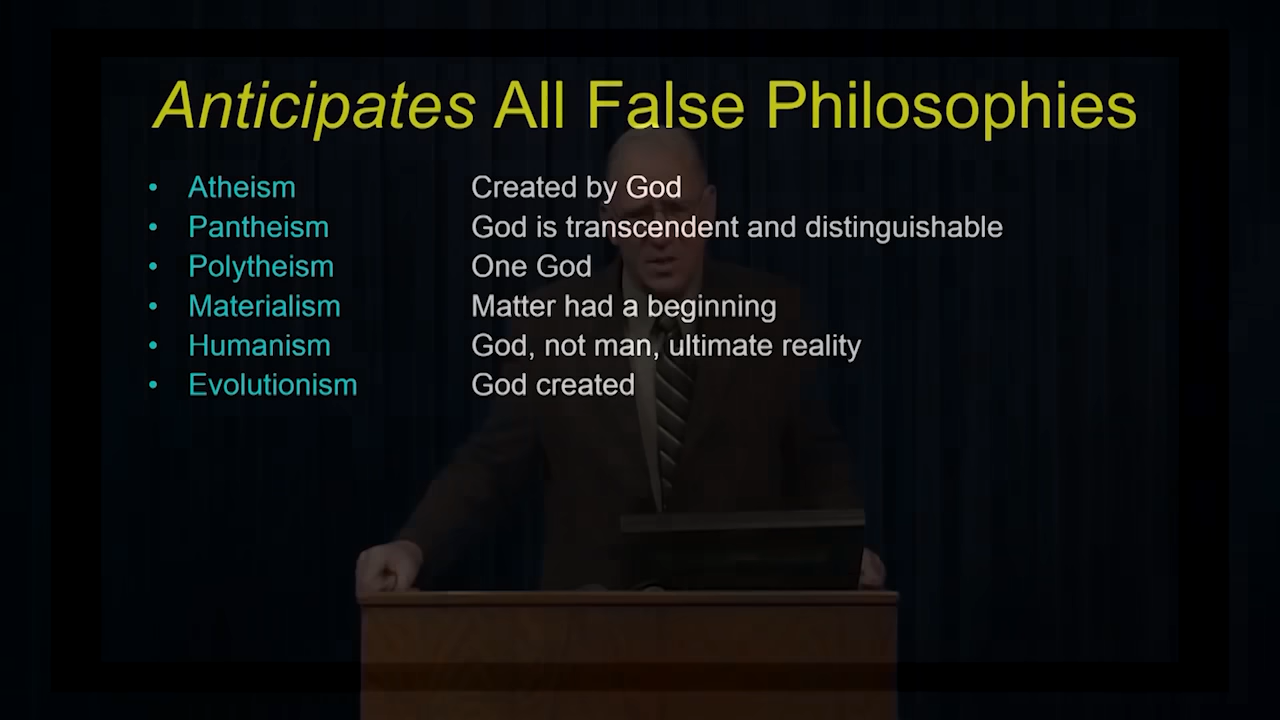 Anticipates All False Philosophies
• Atheism Created by God
• Pantheism God is transcendent and distinguishable
• Polytheism One God
• Materialism Matter had a beginning
• Humanism God, not man, ultimate reality
• Evolutionism God created